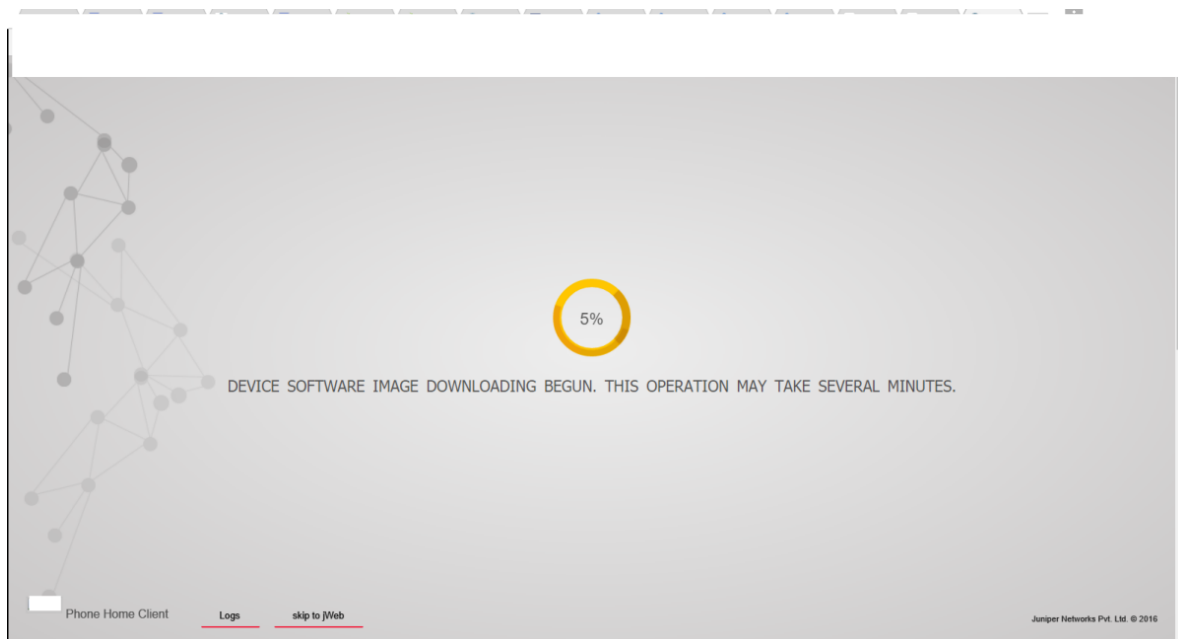 5%
DEVICE SOFTWARE IMAGE DOWNLOADING BEGUN. THIS OPERATION MAY TAKE SEVERAL MINUTES.
Phone Home Client Logs skip to jWeb Juniper Networks Pvt. Ltd. © 2016